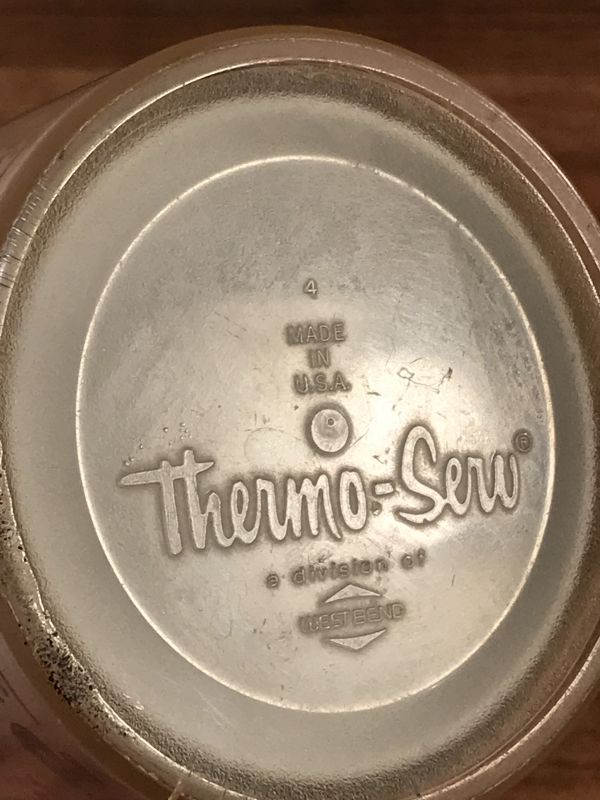 4
MADE
IN
U.S.A.
Thermo-Serv®
a division of
WEST BEND